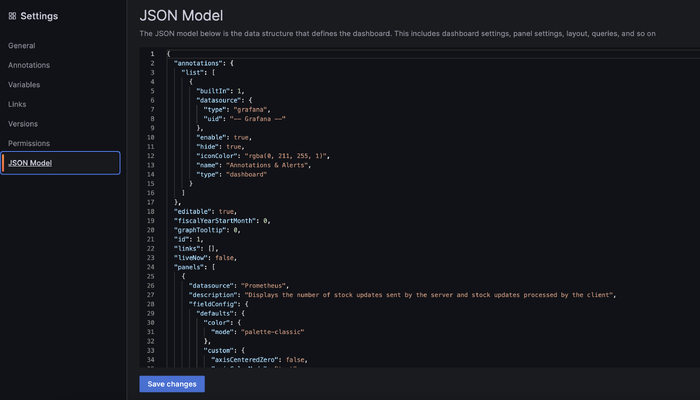 Settings
General
Annotations
Variables
Links
Versions
Permissions
JSON Model
JSON Model
The JSON model below is the data structure that defines the dashboard. This includes dashboard settings, panel settings, layout, queries, and so on
1 {
2 "annotations": {
3 "list": [
4 {
5 "builtIn": 1,
6 "datasource": {
7 "type": "grafana",
8 "uid": "-- Grafana --"
9 },
10 "enable": true,
11 "hide": true,
12 "iconColor": "rgba(0, 211, 255, 1)",
13 "name": "Annotations & Alerts",
14 "type": "dashboard"
15 }
16 ]
17 },
18 "editable": true,
19 "fiscalYearStartMonth": 0,
20 "graphTooltip": 0,
21 "id": 1,
22 "links": [],
23 "liveNow": false,
24 "panels": [
25 {
26 "datasource": "Prometheus",
27 "description": "Displays the number of stock updates sent by the server and stock updates processed by the client",
28 "fieldConfig": {
29 "defaults": {
30 "color": {
31 "mode": "palette-classic"
32 },
33 "custom": {
34 "axisCenteredZero": false,
Save changes